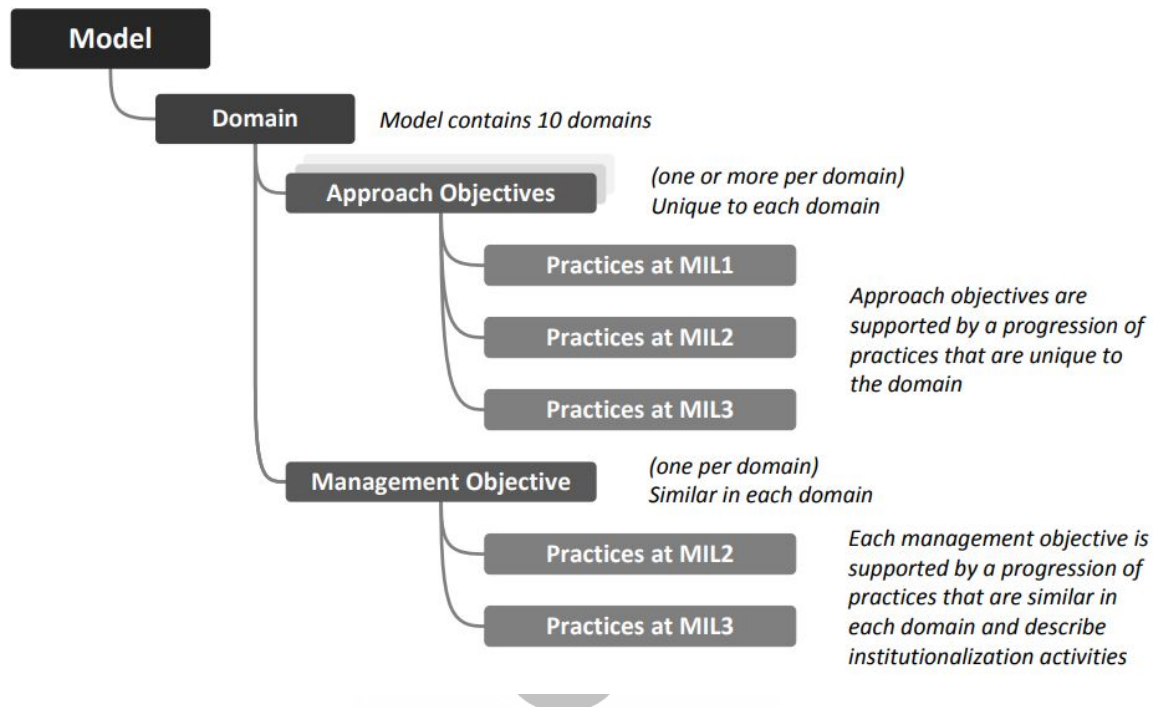 Model
Domain
Model contains 10 domains
Approach Objectives
(one or more per domain)
Unique to each domain
Practices at MIL1
Practices at MIL2
Practices at MIL3
Approach objectives are
supported by a progression of
practices that are unique to
the domain
Management Objective
(one per domain)
Similar in each domain
Practices at MIL2
Practices at MIL3
Each management objective is
supported by a progression of
practices that are similar in
each domain and describe
institutionalization activities